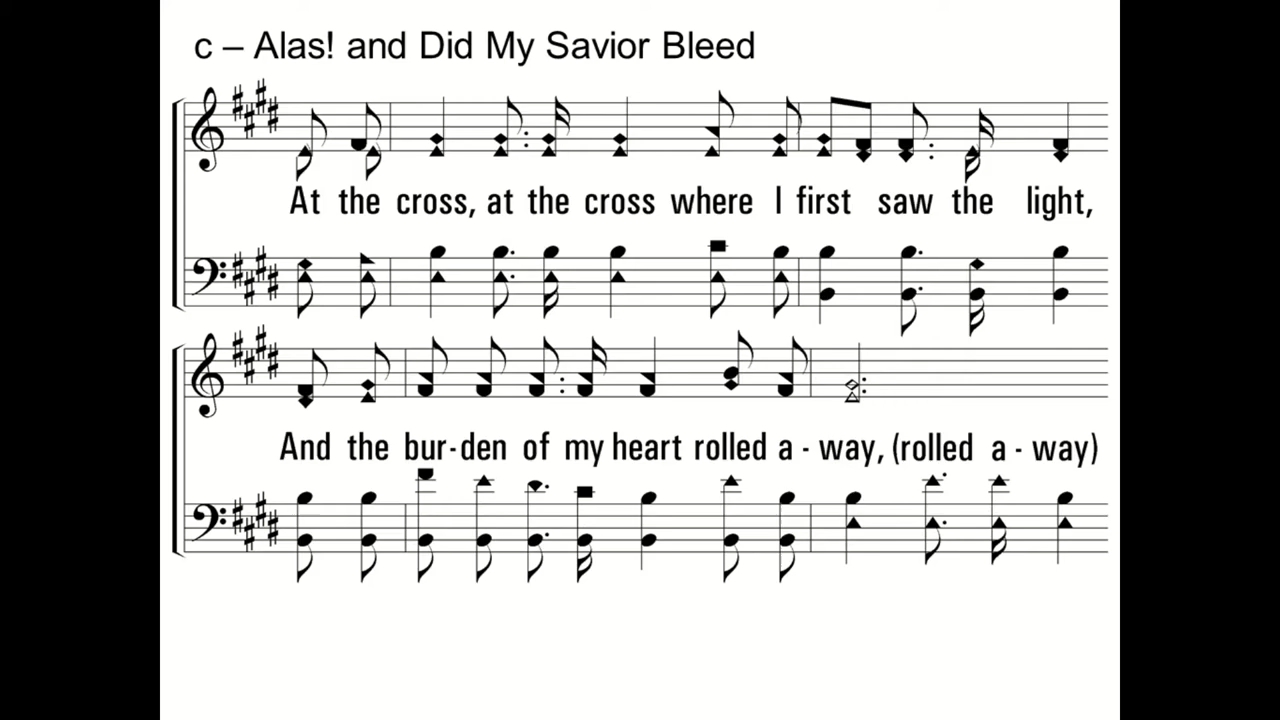 c – Alas! and Did My Savior Bleed
At the cross, at the cross where I first saw the light,
And the bur-den of my heart rolled a - way, (rolled a - way)